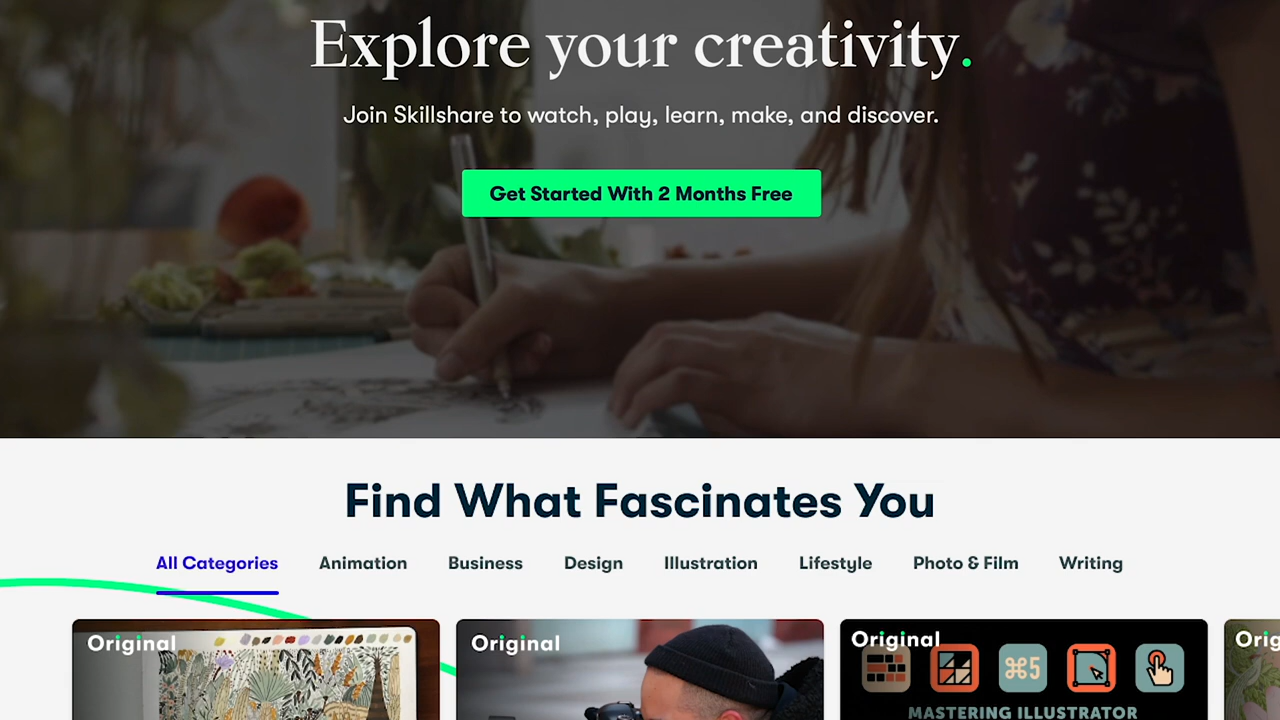 Explore your creativity.
Join Skillshare to watch, play, learn, make, and discover.
Get Started With 2 Months Free
Find What Fascinates You
All Categories Animation Business Design Illustration Lifestyle Photo & Film Writing
Original Original Original Orig
⌘5
MASTERING ILLUSTRATOR